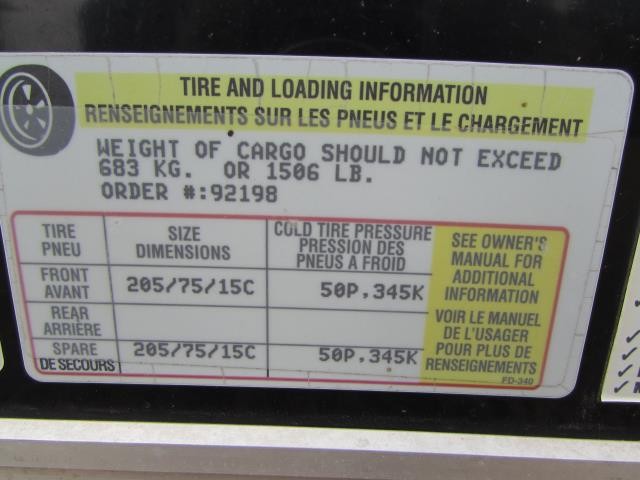 TIRE AND LOADING INFORMATION
RENSEIGNEMENTS SUR LES PNEUS ET LE CHARGEMENT
WEIGHT OF CARGO SHOULD NOT EXCEED
683 KG. OR 1506 LB.
ORDER #:92198
TIRE
PNEU
SIZE
DIMENSIONS
COLD TIRE PRESSURE
PRESSION DES
PNEUS A FROID
FRONT
AVANT
205/75/15C
50P,345K
REAR
ARRIÈRE
SPARE
DE SECOURS
205/75/15C
50P,345K
SEE OWNER'S
MANUAL FOR
ADDITIONAL
INFORMATION
VOIR LE MANUEL
DE L'USAGER
POUR PLUS DE
RENSEIGNEMENTS
FD-340